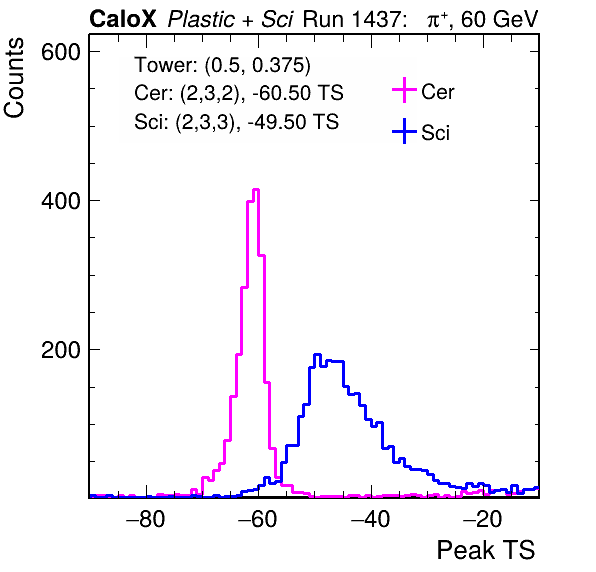 CaloX Plastic + Sci Run 1437: π⁺, 60 GeV
Counts
600
400
200
Tower: (0.5, 0.375)
Cer: (2,3,2), -60.50 TS
Sci: (2,3,3), -49.50 TS
Cer
Sci
−80 −60 −40 −20
Peak TS